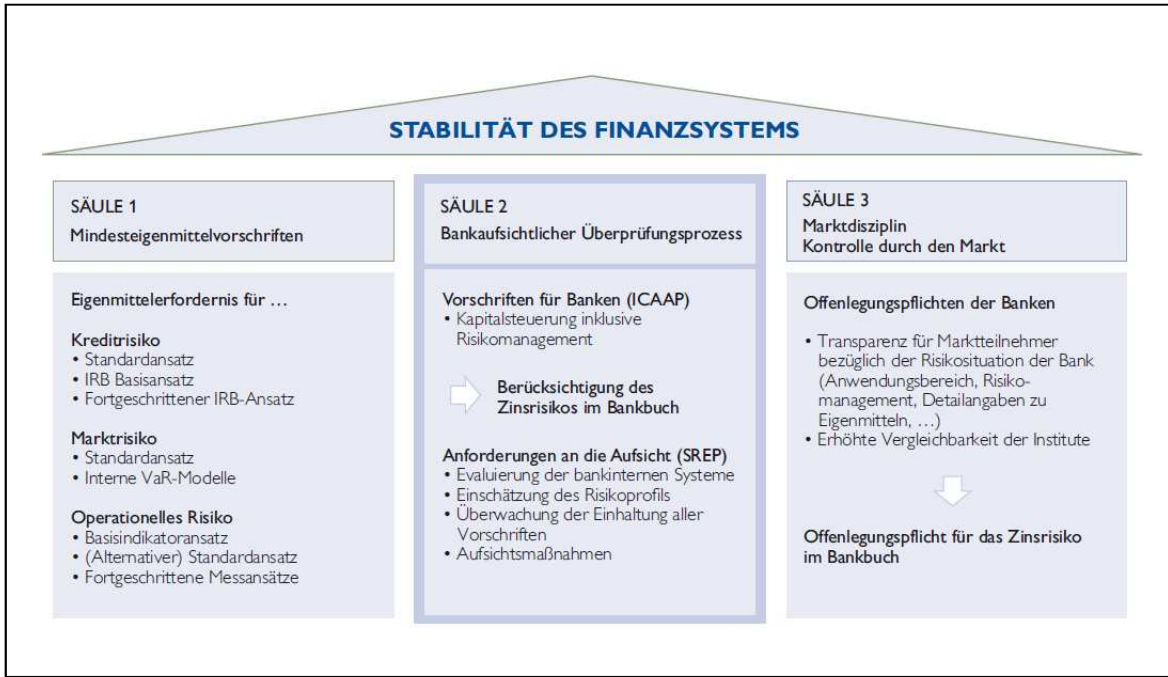 STABILITÄT DES FINANZSYSTEMS
SÄULE 1
Mindesteigenmittelvorschriften
Eigenmittelerfordernis für …
Kreditrisiko
• Standardansatz
• IRB Basisansatz
• Fortgeschrittener IRB-Ansatz
Marktrisiko
• Standardansatz
• Interne VaR-Modelle
Operationelles Risiko
• Basisindikatoransatz
• (Alternativer) Standardansatz
• Fortgeschrittene Messansätze
SÄULE 2
Bankaufsichtlicher Überprüfungsprozess
Vorschriften für Banken (ICAAP)
• Kapitalsteuerung inklusive
Risikomanagement
Berücksichtigung des
Zinsrisikos im Bankbuch
Anforderungen an die Aufsicht (SREP)
• Evaluierung der bankinternen Systeme
• Einschätzung des Risikoprofils
• Überwachung der Einhaltung aller
Vorschriften
• Aufsichtsmaßnahmen
SÄULE 3
Marktdisziplin
Kontrolle durch den Markt
Offenlegungspflichten der Banken
• Transparenz für Marktteilnehmer
bezüglich der Risikosituation der Bank
(Anwendungsbereich, Risiko-
management, Detailangaben zu
Eigenmitteln, …)
• Erhöhte Vergleichbarkeit der Institute
Offenlegungspflicht für das Zinsrisiko
im Bankbuch